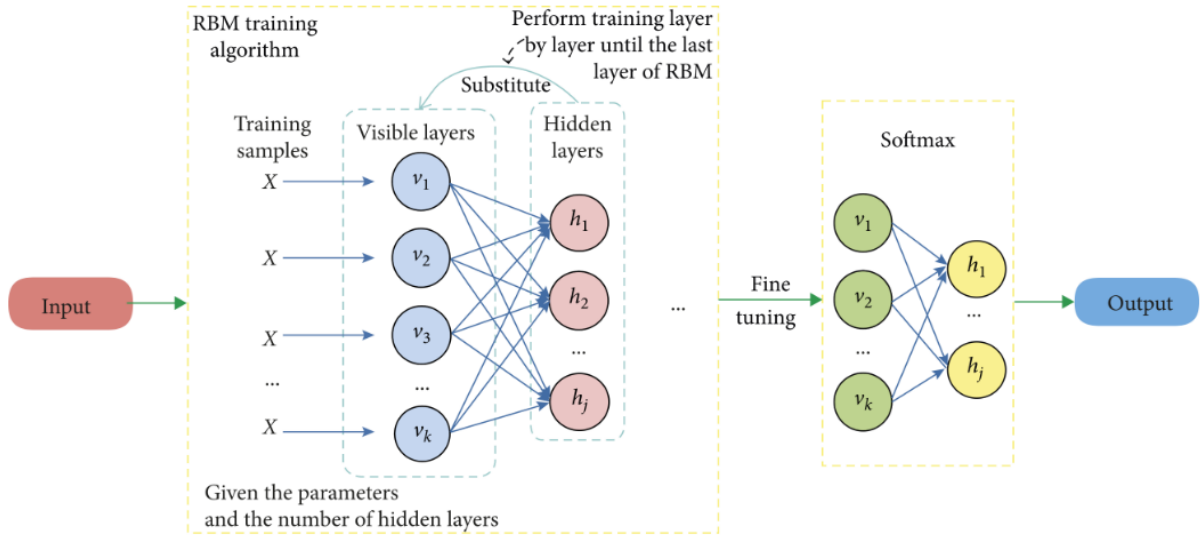 RBM training
algorithm
Perform training layer
by layer until the last
layer of RBM
Substitute
Training
samples
Visible layers
Hidden
layers
X
X
X
...
X
v1
v2
v3
...
vk
h1
h2
...
hj
...
Given the parameters
and the number of hidden layers
Input
Fine
tuning
Softmax
v1
v2
...
vk
h1
...
hj
Output